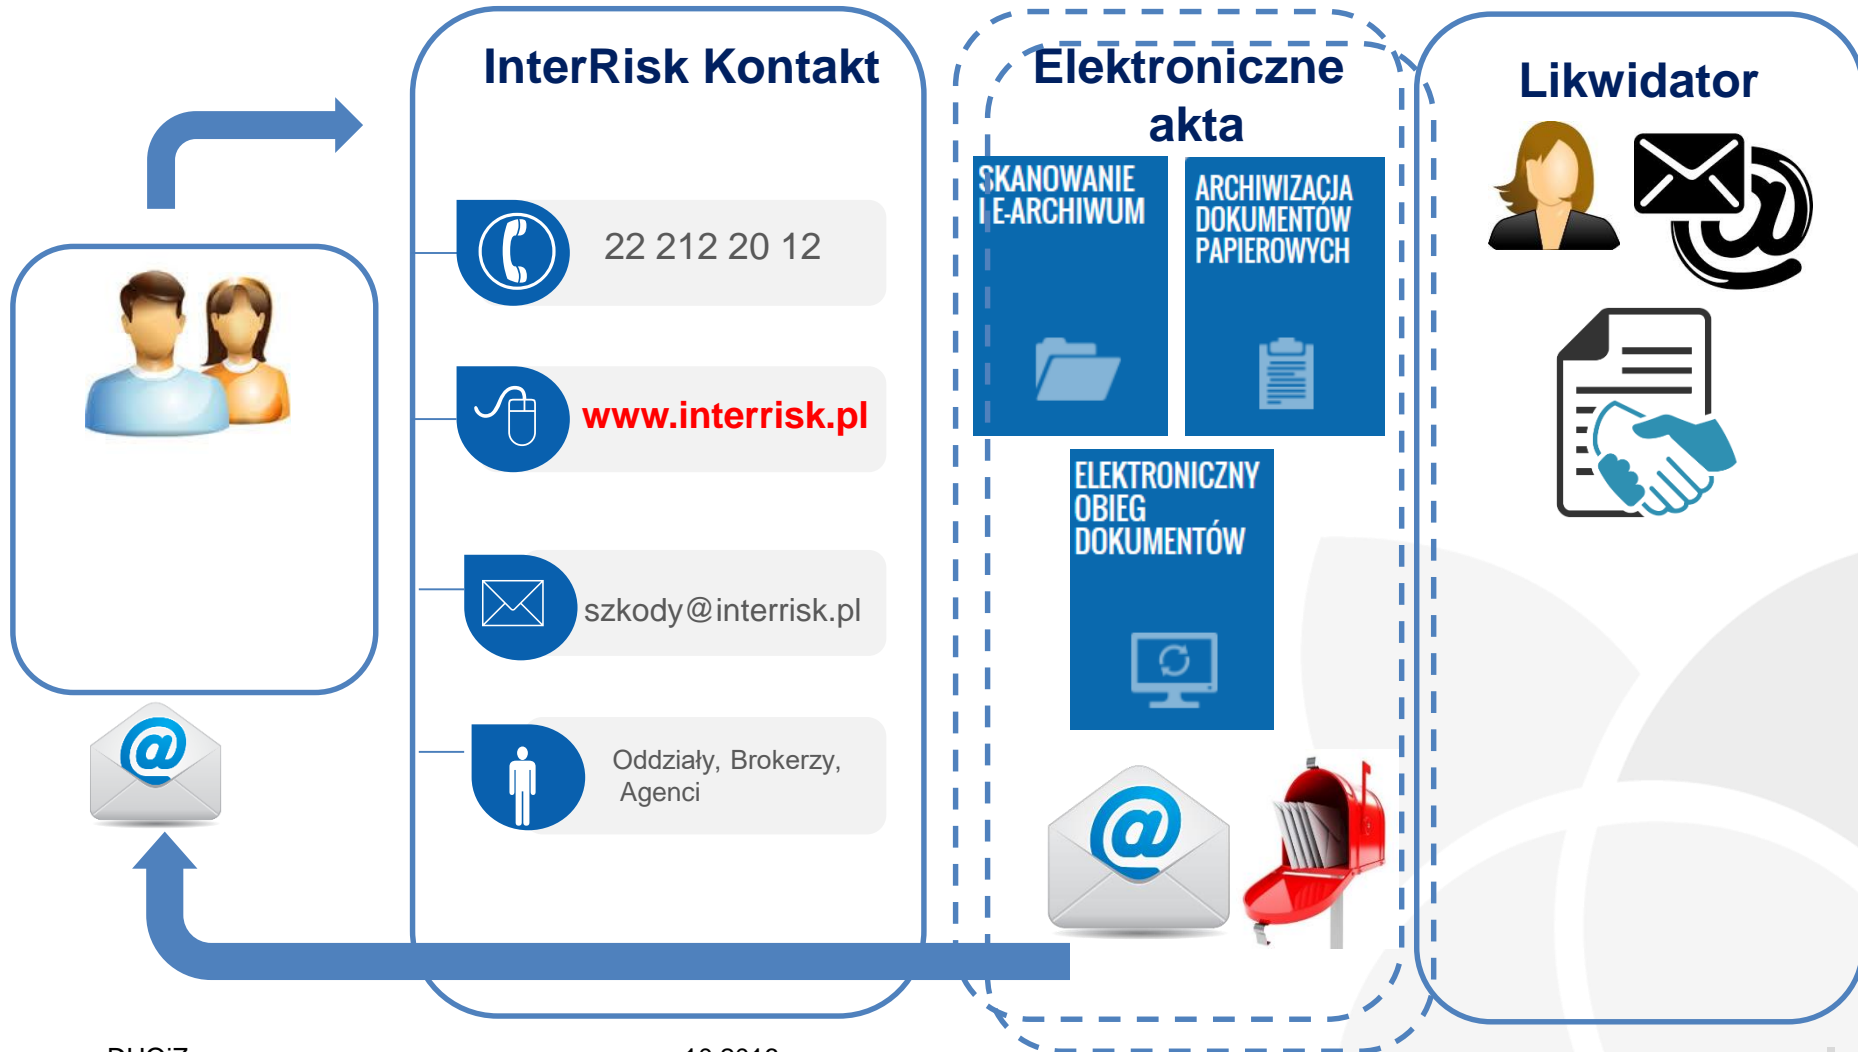 InterRisk Kontakt
22 212 20 12
www.interrisk.pl
szkody@interrisk.pl
Oddziały, Brokerzy,
Agenci
Elektroniczne
akta
SKANOWANIE
I E-ARCHIWUM
ARCHIWIZACJA
DOKUMENTÓW
PAPIEROWYCH
ELEKTRONICZNY
OBIEG
DOKUMENTÓW
Likwidator